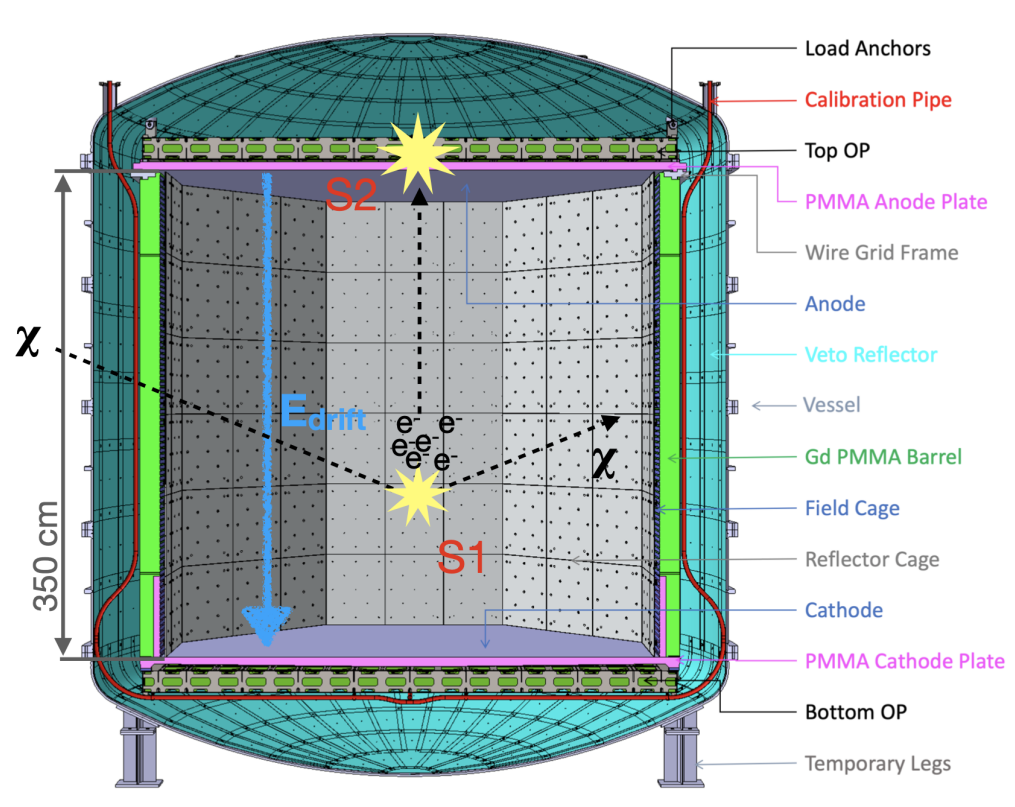 Load Anchors
Calibration Pipe
Top OP
PMMA Anode Plate
Wire Grid Frame
Anode
Veto Reflector
Vessel
Gd PMMA Barrel
Field Cage
Reflector Cage
Cathode
PMMA Cathode Plate
Bottom OP
Temporary Legs
S2
χ
Edrift
e⁻ e⁻
e⁻ e⁻
e⁻ e⁻
χ
S1
350 cm